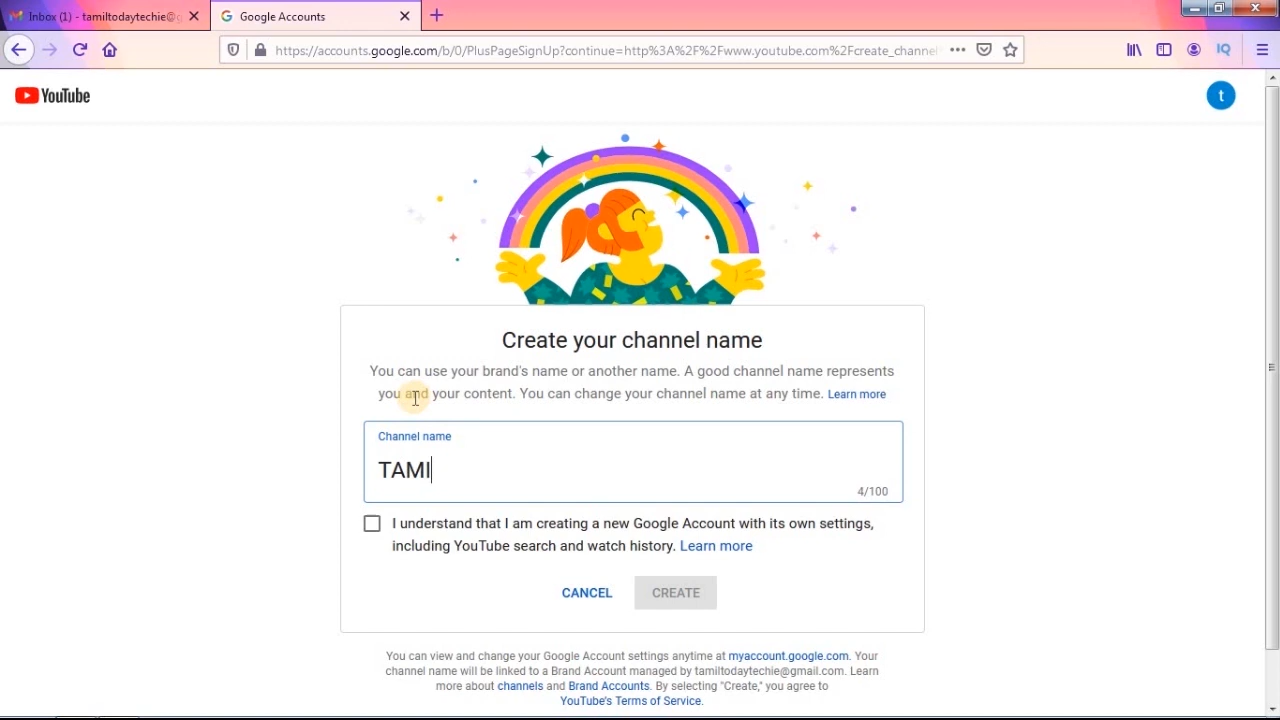 Inbox (1) - tamiltodaytechie@g
Google Accounts
https://accounts.google.com/b/0/PlusPageSignUp?continue=http%3A%2F%2Fwww.youtube.com%2Fcreate_channel
IQ
YouTube
t
Create your channel name
You can use your brand's name or another name. A good channel name represents
you and your content. You can change your channel name at any time. Learn more
Channel name
TAMI
4/100
I understand that I am creating a new Google Account with its own settings,
including YouTube search and watch history. Learn more
CANCEL CREATE
You can view and change your Google Account settings anytime at myaccount.google.com. Your
channel name will be linked to a Brand Account managed by tamiltodaytechie@gmail.com. Learn
more about channels and Brand Accounts. By selecting "Create," you agree to
YouTube's Terms of Service.